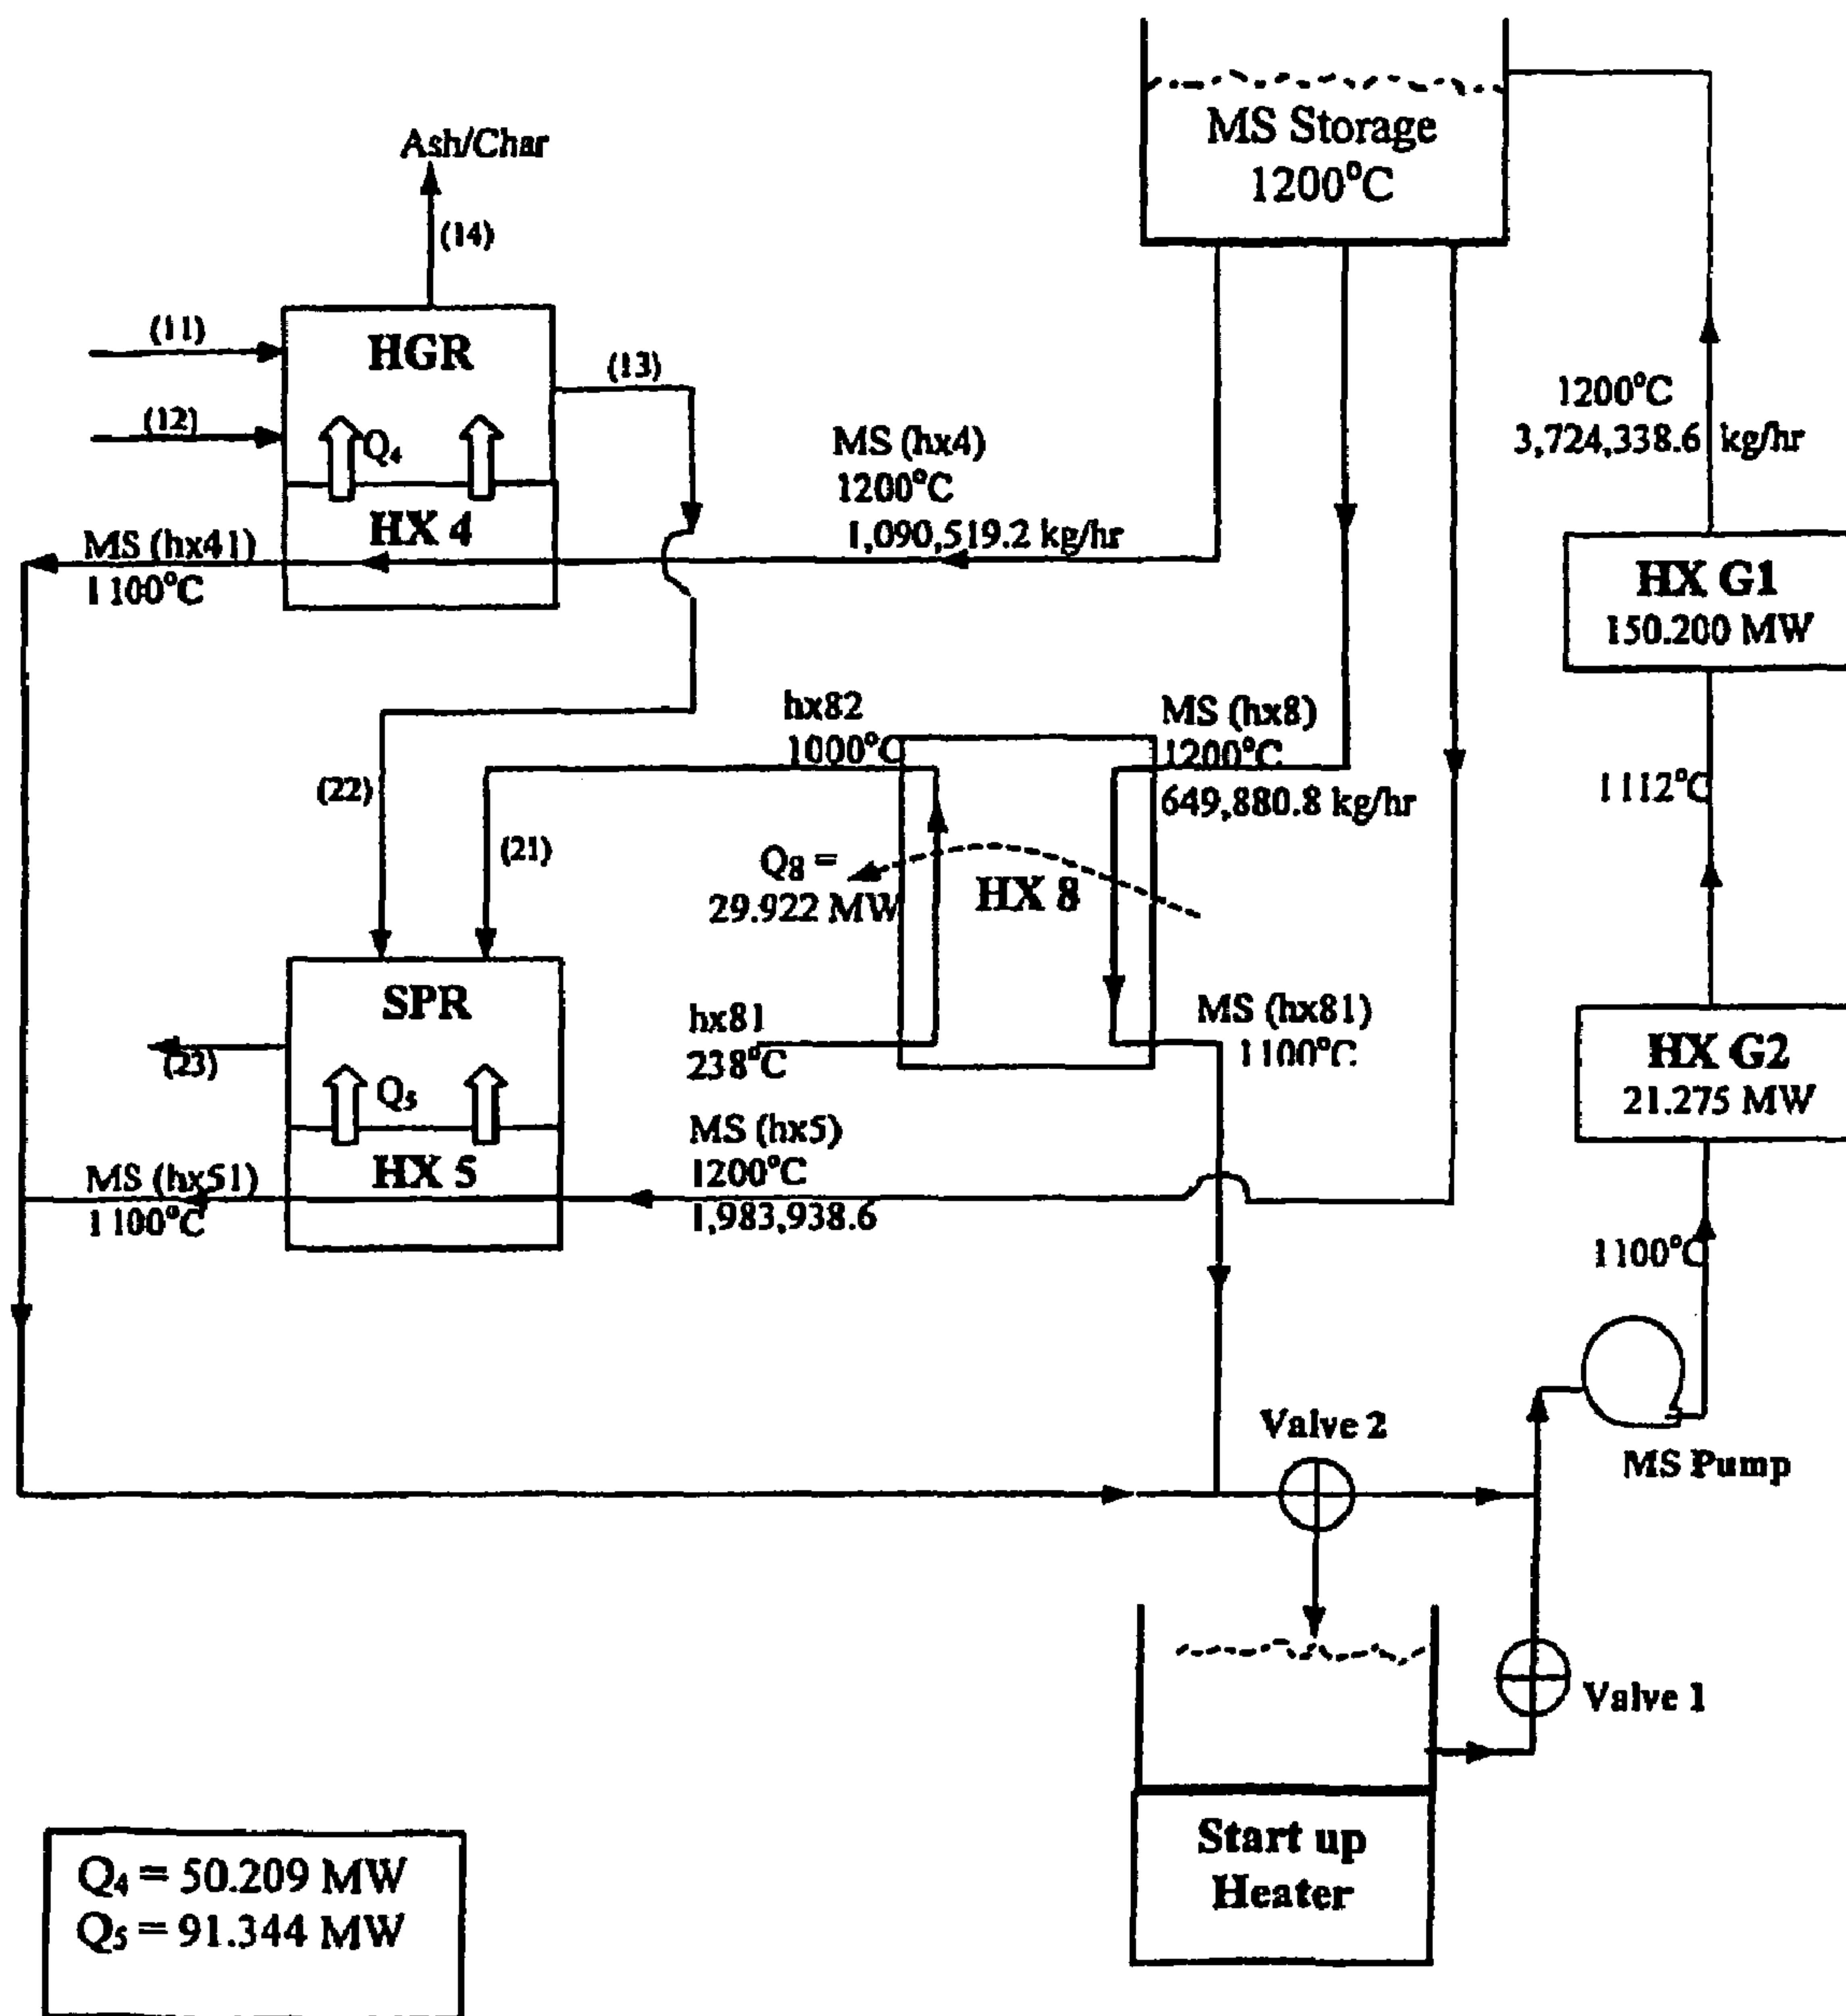 MS Storage
1200°C
Ash/Char
(14)
(11)
HGR
(13)
(12)
Q₄
HX 4
MS (hx41)
1100°C
MS (hx4)
1200°C
1,090,519.2 kg/hr
1200°C
3,724,338.6 kg/hr
HX G1
150.200 MW
1112°C
hx82
1000°C
MS (hx8)
1200°C
649,880.8 kg/hr
(22)
(21)
Q₈ =
29.922 MW
HX 8
SPR
(23)
Q₅
HX 5
hx81
238°C
MS (hx81)
1100°C
HX G2
21.275 MW
MS (hx51)
1100°C
MS (hx5)
1200°C
1,983,938.6
1100°C
Valve 2
MS Pump
Valve 1
Start up
Heater
Q₄ = 50.209 MW
Q₅ = 91.344 MW